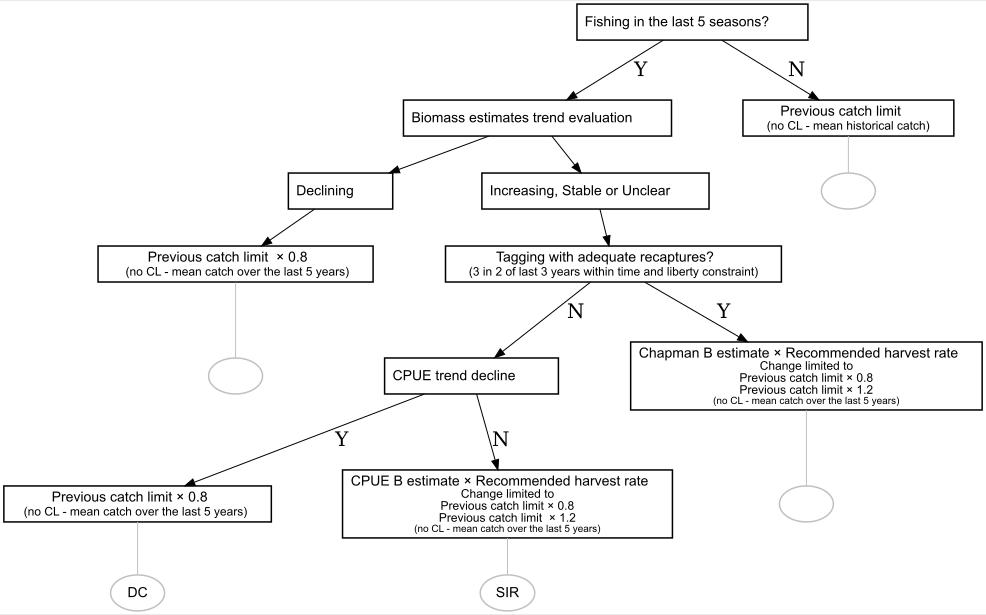 Fishing in the last 5 seasons?
Y
N
Biomass estimates trend evaluation
Previous catch limit
(no CL - mean historical catch)
Declining
Increasing, Stable or Unclear
Previous catch limit × 0.8
(no CL - mean catch over the last 5 years)
Tagging with adequate recaptures?
(3 in 2 of last 3 years within time and liberty constraint)
N
Y
CPUE trend decline
Chapman B estimate × Recommended harvest rate
Change limited to
Previous catch limit × 0.8
Previous catch limit × 1.2
(no CL - mean catch over the last 5 years)
Y
N
Previous catch limit × 0.8
(no CL - mean catch over the last 5 years)
CPUE B estimate × Recommended harvest rate
Change limited to
Previous catch limit × 0.8
Previous catch limit × 1.2
(no CL - mean catch over the last 5 years)
DC
SIR